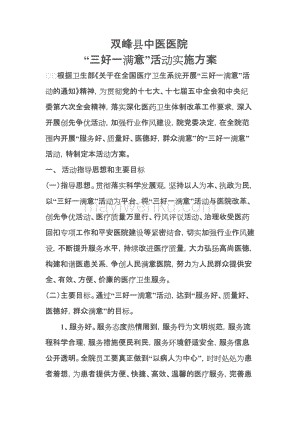 双峰县中医医院
“三好一满意”活动实施方案
根据卫生部《关于在全国医疗卫生系统开展“三好一满意”活
动的通知》精神，为贯彻党的十七大、十七届五中全会和中央纪
委第六次全会精神，落实深化医药卫生体制改革工作要求，深入
开展创先争优活动，加强行业作风建设，院党委决定，在全院开
展以“服务好、质量好、医德好，群众满意”的“三好一满意”活
动，特制定本活动方案。
一、活动指导思想和主要目标
（一）指导思想。贯彻落实科学发展观，坚持以人为本、执政为民，
以“三好一满意”活动为平台，将“三好一满意”活动与医院改革、
创先争优活动、医疗质量万里行、行风评议活动、治理收受医药
回扣专项工作和平安医院建设等紧密结合，切实加强行业作风建
设，不断提升服务水平，持续改进医疗质量，大力弘扬高尚医德，
构建和谐医患关系，争创人民满意医院，努力为人民群众提供安
全、有效、方便、价廉的医疗卫生服务。
（二）主要目标。通过“三好一满意”活动，达到“服务好、质量好、
医德好，群众满意”的目标。
1、服务好。服务态度热情周到，服务行为文明规范，服务流
程科学合理，服务措施便民利民，服务环境舒适安全，服务信息
公开透明。全院员工要真正做到“以病人为中心”，时时处处为患
者着想，为患者提供方便、快捷、高效、温馨的医疗服务，完善患